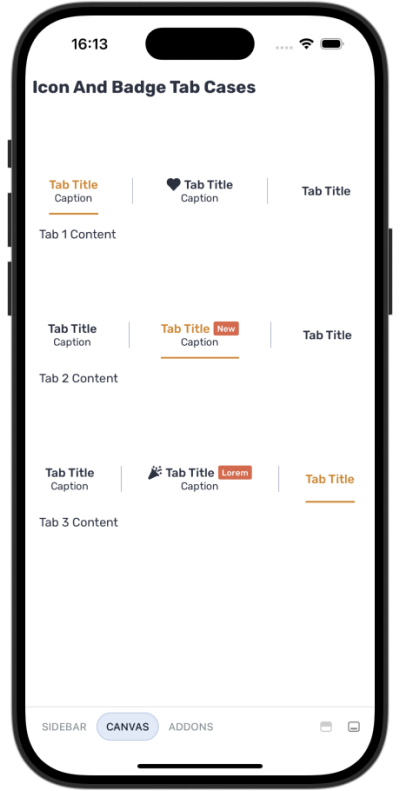 16:13
Icon And Badge Tab Cases
Tab Title Tab Title Tab Title
Caption Caption
Tab 1 Content
Tab Title Tab Title New Tab Title
Caption Caption
Tab 2 Content
Tab Title Tab Title Lorem Tab Title
Caption Caption
Tab 3 Content
SIDEBAR CANVAS ADDONS